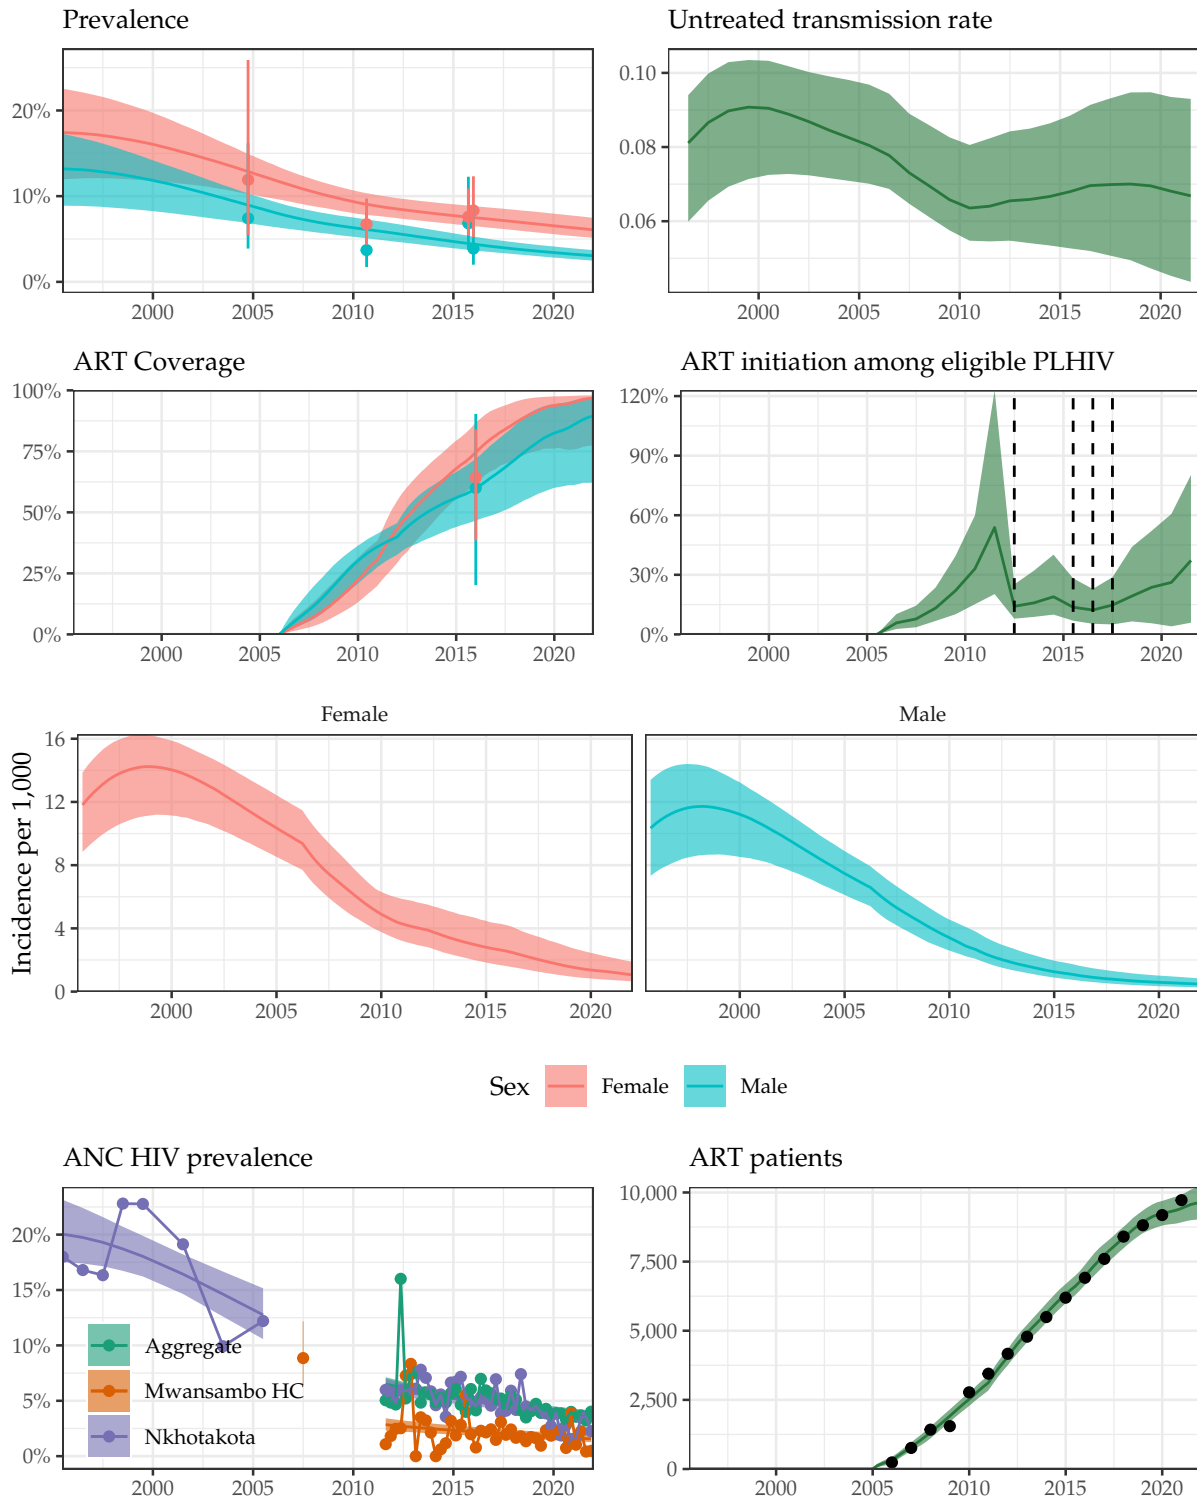 Prevalence
Untreated transmission rate
20%
10%
0%
2000 2005 2010 2015 2020
0.10
0.08
0.06
2000 2005 2010 2015 2020
ART Coverage
ART initiation among eligible PLHIV
100%
75%
50%
25%
0%
2000 2005 2010 2015 2020
120%
90%
60%
30%
0%
2000 2005 2010 2015 2020
Female
Male
Incidence per 1,000
16
12
8
4
0
2000 2005 2010 2015 2020
2000 2005 2010 2015 2020
Sex Female Male
ANC HIV prevalence
ART patients
20%
15%
10%
5%
0%
Aggregate
Mwansambo HC
Nkhotakota
2000 2005 2010 2015 2020
10,000
7,500
5,000
2,500
0
2000 2005 2010 2015 2020